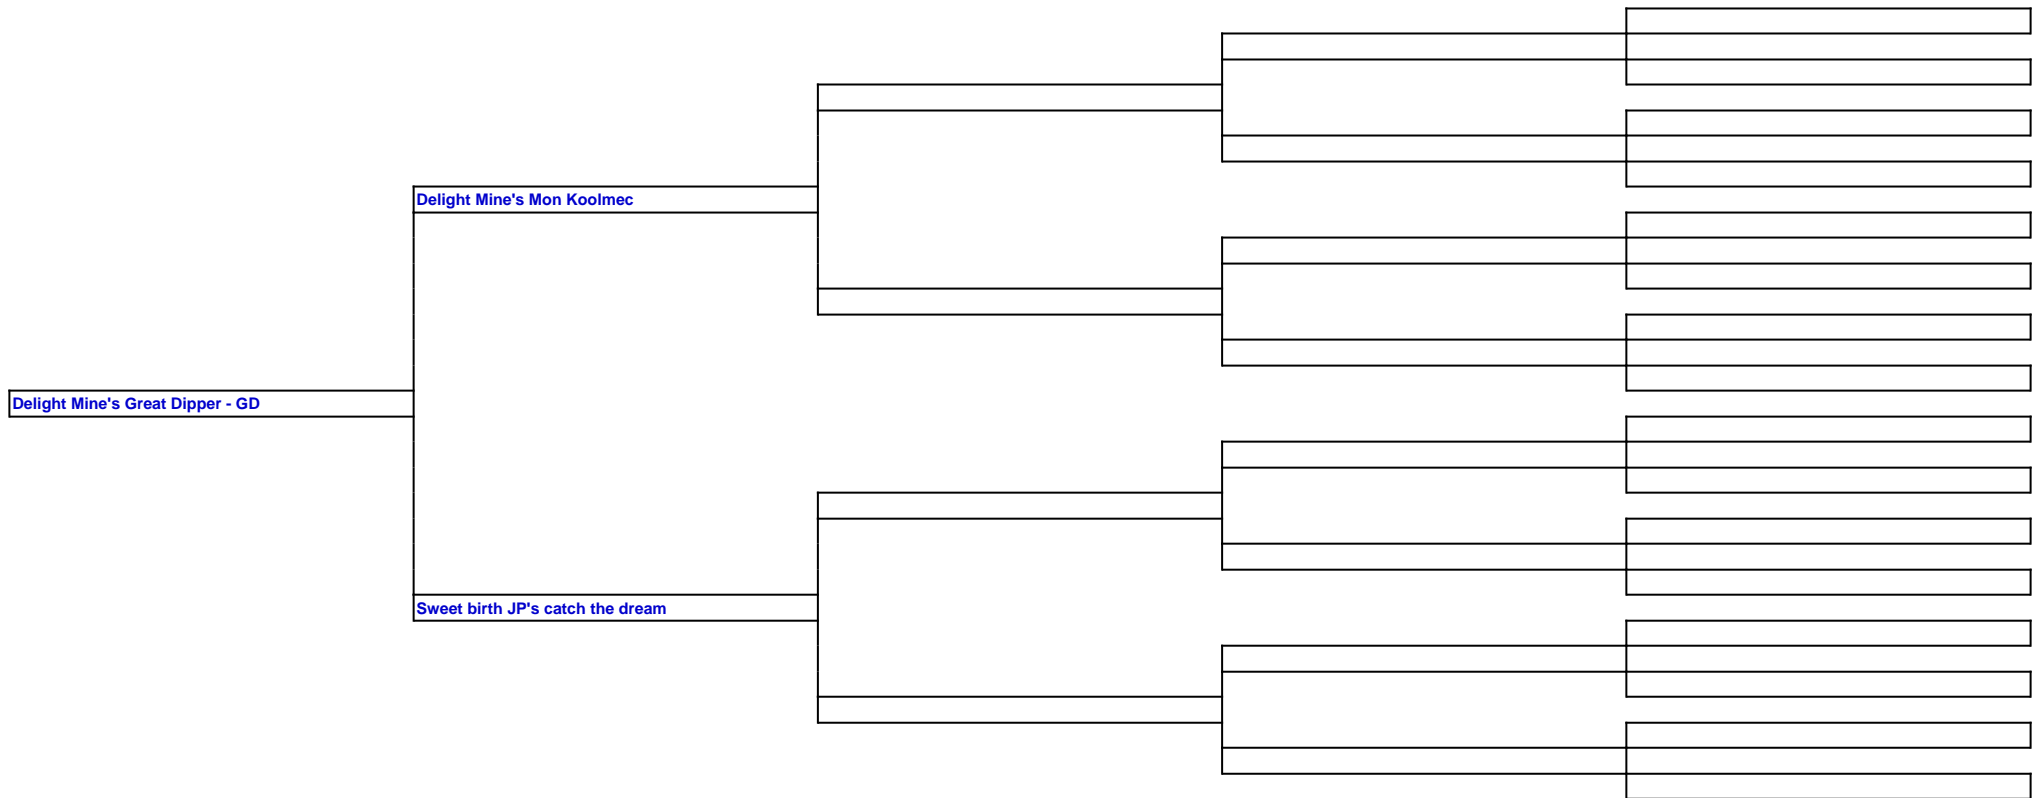 Delight Mine's Mon Koolmec
Delight Mine's Great Dipper - GD
Sweet birth JP's catch the dream